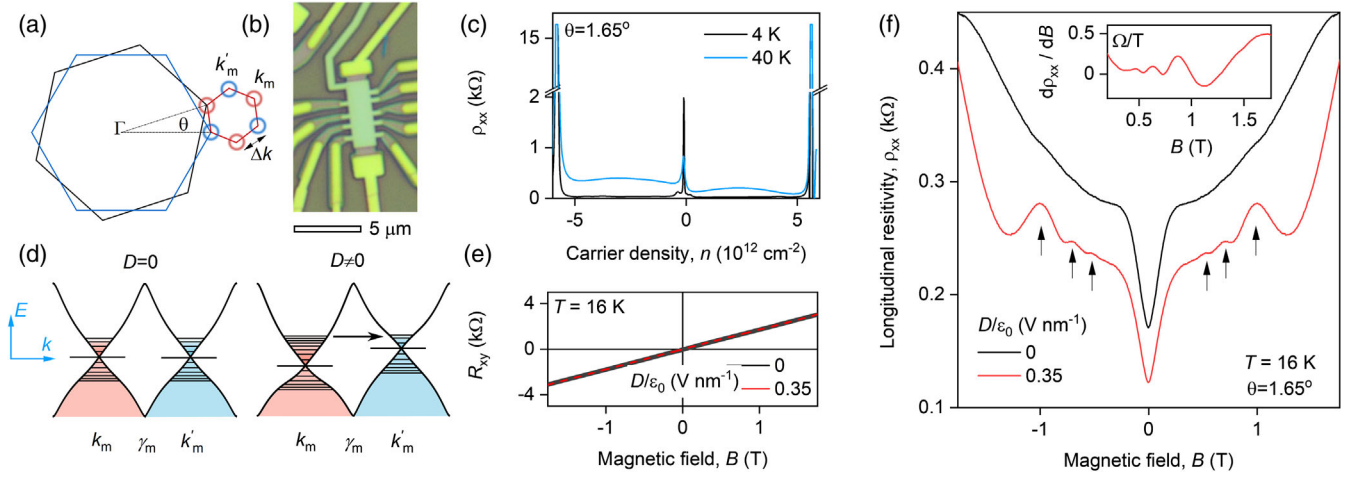 (a)
k′m
km
Γ
θ
Δk
(b)
5 μm
(c)
θ=1.65°
4 K
40 K
15
2
1
0
ρxx (kΩ)
-5
0
5
Carrier density, n (10¹² cm⁻²)
(d)
D=0
D≠0
E
k
km
γm
k′m
km
γm
k′m
(e)
T = 16 K
4
0
-4
Rxy (kΩ)
D/ε0 (V nm⁻¹)
0
0.35
-1
0
1
Magnetic field, B (T)
(f)
0.4
0.3
0.2
0.1
Longitudinal resitivity, ρxx (kΩ)
Ω/T
0.5
0
dρxx / dB
0.5
1
1.5
B (T)
D/ε0 (V nm⁻¹)
0
0.35
T = 16 K
θ=1.65°
-1
0
1
Magnetic field, B (T)